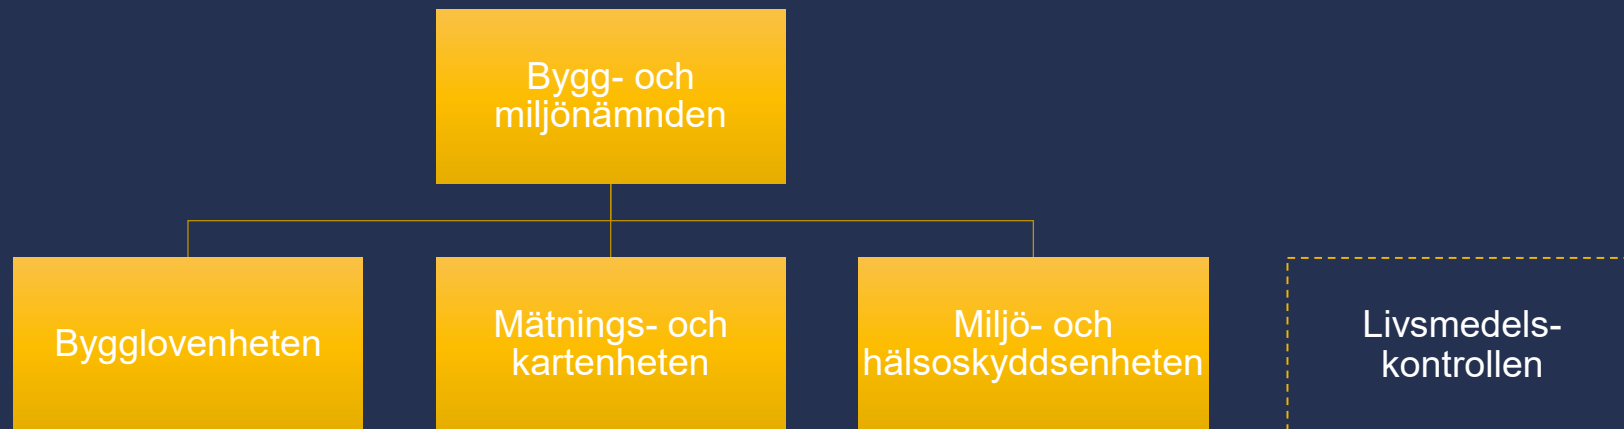 Bygg- och
miljönämnden
Bygglovenheten
Mätnings- och
kartenheten
Miljö- och
hälsoskyddsenheten
Livsmedels-
kontrollen